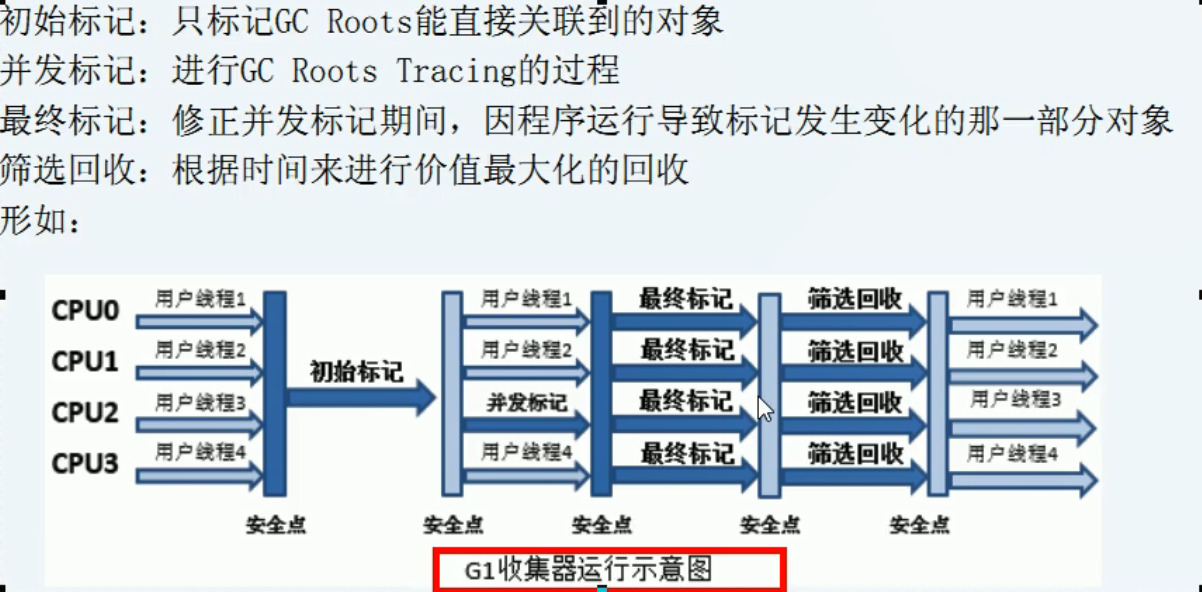 初始标记：只标记GC Roots能直接关联到的对象
并发标记：进行GC Roots Tracing的过程
最终标记：修正并发标记期间，因程序运行导致标记发生变化的那一部分对象
筛选回收：根据时间来进行价值最大化的回收
形如：
CPU0 用户线程1 用户线程1 最终标记 筛选回收 用户线程1
CPU1 用户线程2 用户线程2 最终标记 筛选回收 用户线程2
初始标记
CPU2 用户线程3 并发标记 最终标记 筛选回收 用户线程3
CPU3 用户线程4 用户线程4 最终标记 筛选回收 用户线程4
安全点 安全点 安全点 安全点 安全点
G1收集器运行示意图